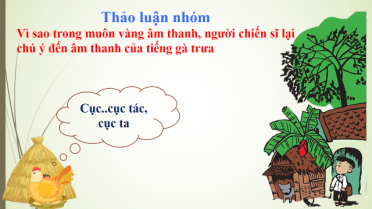 Thảo luận nhóm
Vì sao trong muôn vàng âm thanh, người chiến sĩ lại
chú ý đến âm thanh của tiếng gà trưa
Cục..cục tác,
cục ta